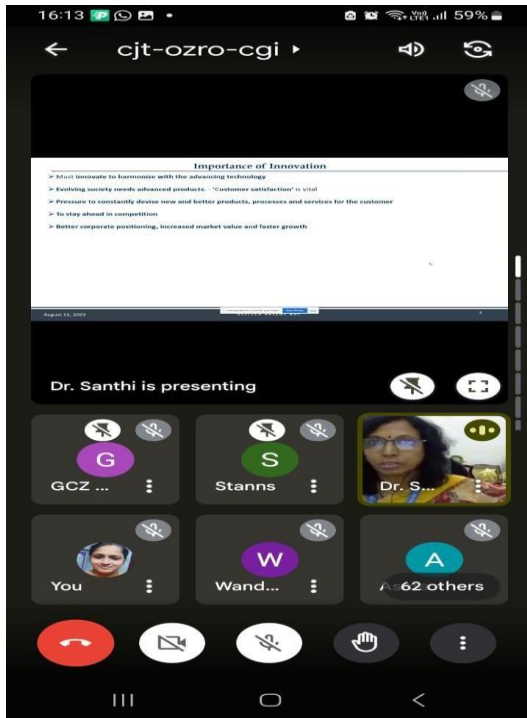 16:13
59%
cjt-ozro-cgi
Importance of Innovation
➢ Must innovate to harmonize with the advancing technology
➢ Evolving society needs advanced products. - 'Customer satisfaction' is vital
➢ Pressure to constantly devise new and better products, processes and services for the customer
➢ To stay ahead in competition
➢ Better corporate positioning, increased market value and faster growth
August 11, 2023
Dr. Santhi is presenting
G
S
GCZ ...
Stanns
Dr. S...
W
A
You
Wand...
62 others